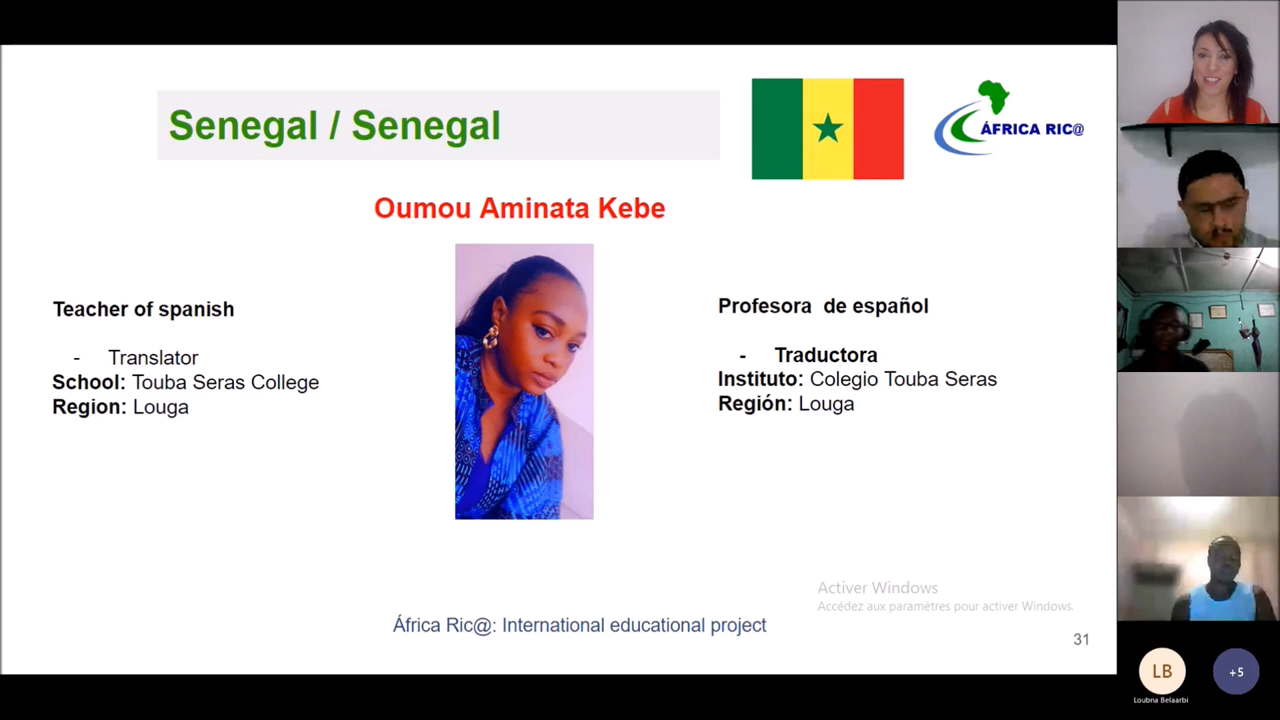 Senegal / Senegal
ÁFRICA RIC@
Oumou Aminata Kebe
Teacher of spanish
- Translator
School: Touba Seras College
Region: Louga
Profesora de español
- Traductora
Instituto: Colegio Touba Seras
Región: Louga
Activer Windows
Accédez aux paramètres pour activer Windows.
África Ric@: International educational project
31
LB
+5
Loubna Belaarbi